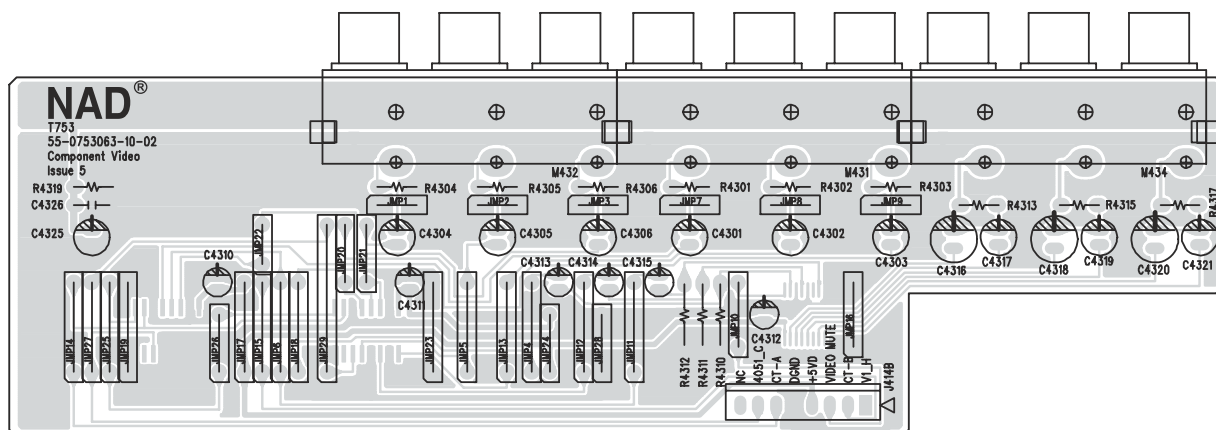 NAD®
T753
55-0753063-10-02
Component Video
Issue 5
M432
M431
M434
R4319
R4304
R4305
R4306
R4301
R4302
R4303
R4317
C4326
JMP1
JMP2
JMP3
JMP7
JMP8
JMP9
R4313
R4315
C4325
JMP22
JMP20
JMP21
C4304
C4305
C4306
C4301
C4302
C4303
C4316
C4317
C4318
C4319
C4320
C4321
C4310
C4311
C4313
C4314
C4315
JMP14
JMP27
JMP25
JMP19
JMP26
JMP17
JMP15
JMP6
JMP18
JMP29
JMP23
JMP5
JMP13
JMP4
JMP24
JMP12
JMP28
JMP11
JMP10
C4312
JMP16
R4312
R4311
R4310
NC
4051_C
CT-A
DGND
+5VD
VIDEO MUTE
CT-B
V1_H
J414B